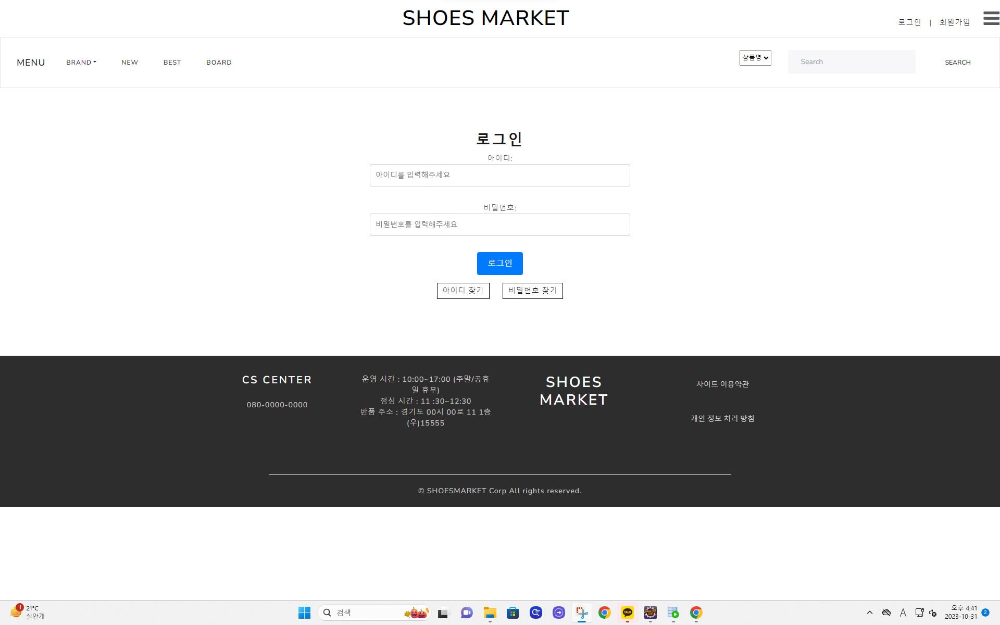 SHOES MARKET
로그인 | 회원가입
MENU BRAND NEW BEST BOARD 상품명 Search SEARCH
로그인
아이디:
아이디를 입력해주세요
비밀번호:
비밀번호를 입력해주세요
로그인
아이디 찾기 비밀번호 찾기
CS CENTER
080-0000-0000
운영 시간 : 10:00~17:00 (주말/공휴
일 휴무)
점심 시간 : 11 :30~12:30
반품 주소 : 경기도 00시 00로 11 1층
(우)15555
SHOES
MARKET
사이트 이용약관
개인 정보 처리 방침
© SHOESMARKET Corp All rights reserved.
1
21°C
실안개
검색
TALK
A
오후 4:41
2023-10-31
2